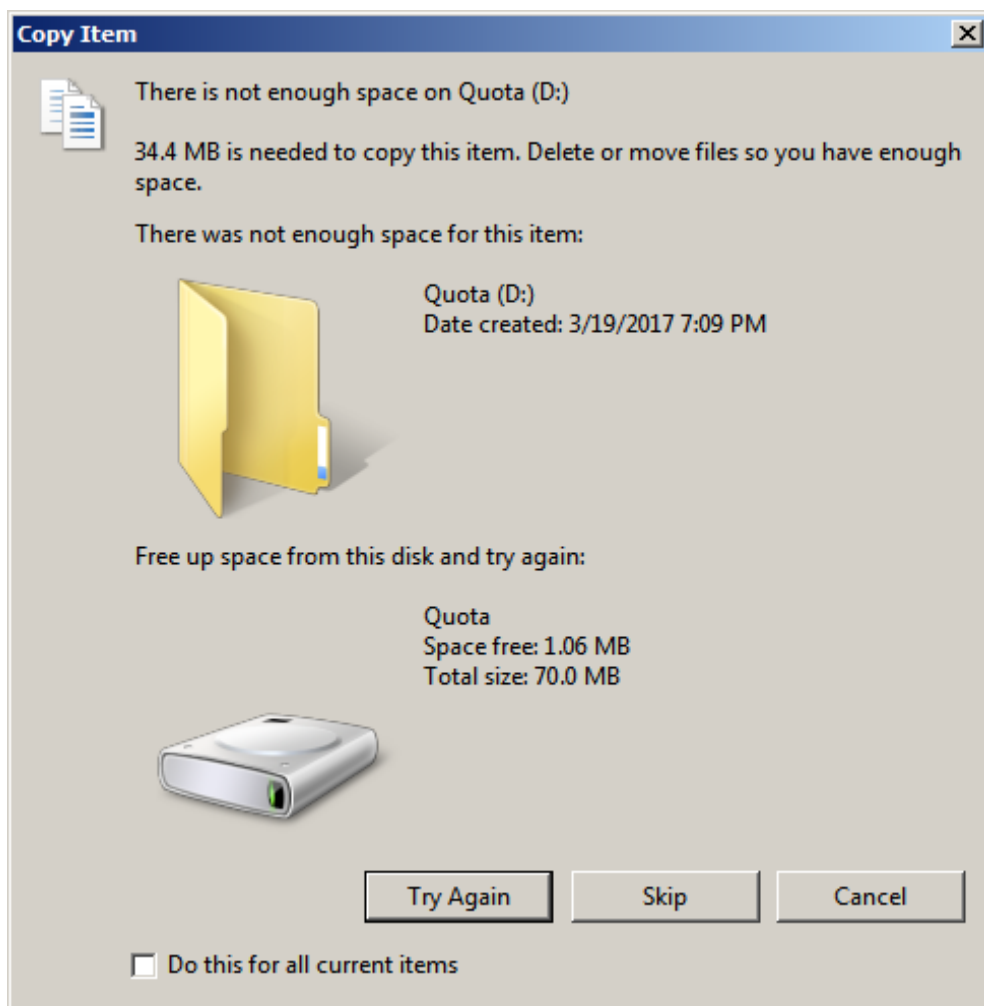 Copy Item
There is not enough space on Quota (D:)
34.4 MB is needed to copy this item. Delete or move files so you have enough
space.
There was not enough space for this item:
Quota (D:)
Date created: 3/19/2017 7:09 PM
Free up space from this disk and try again:
Quota
Space free: 1.06 MB
Total size: 70.0 MB
Try Again Skip Cancel
Do this for all current items